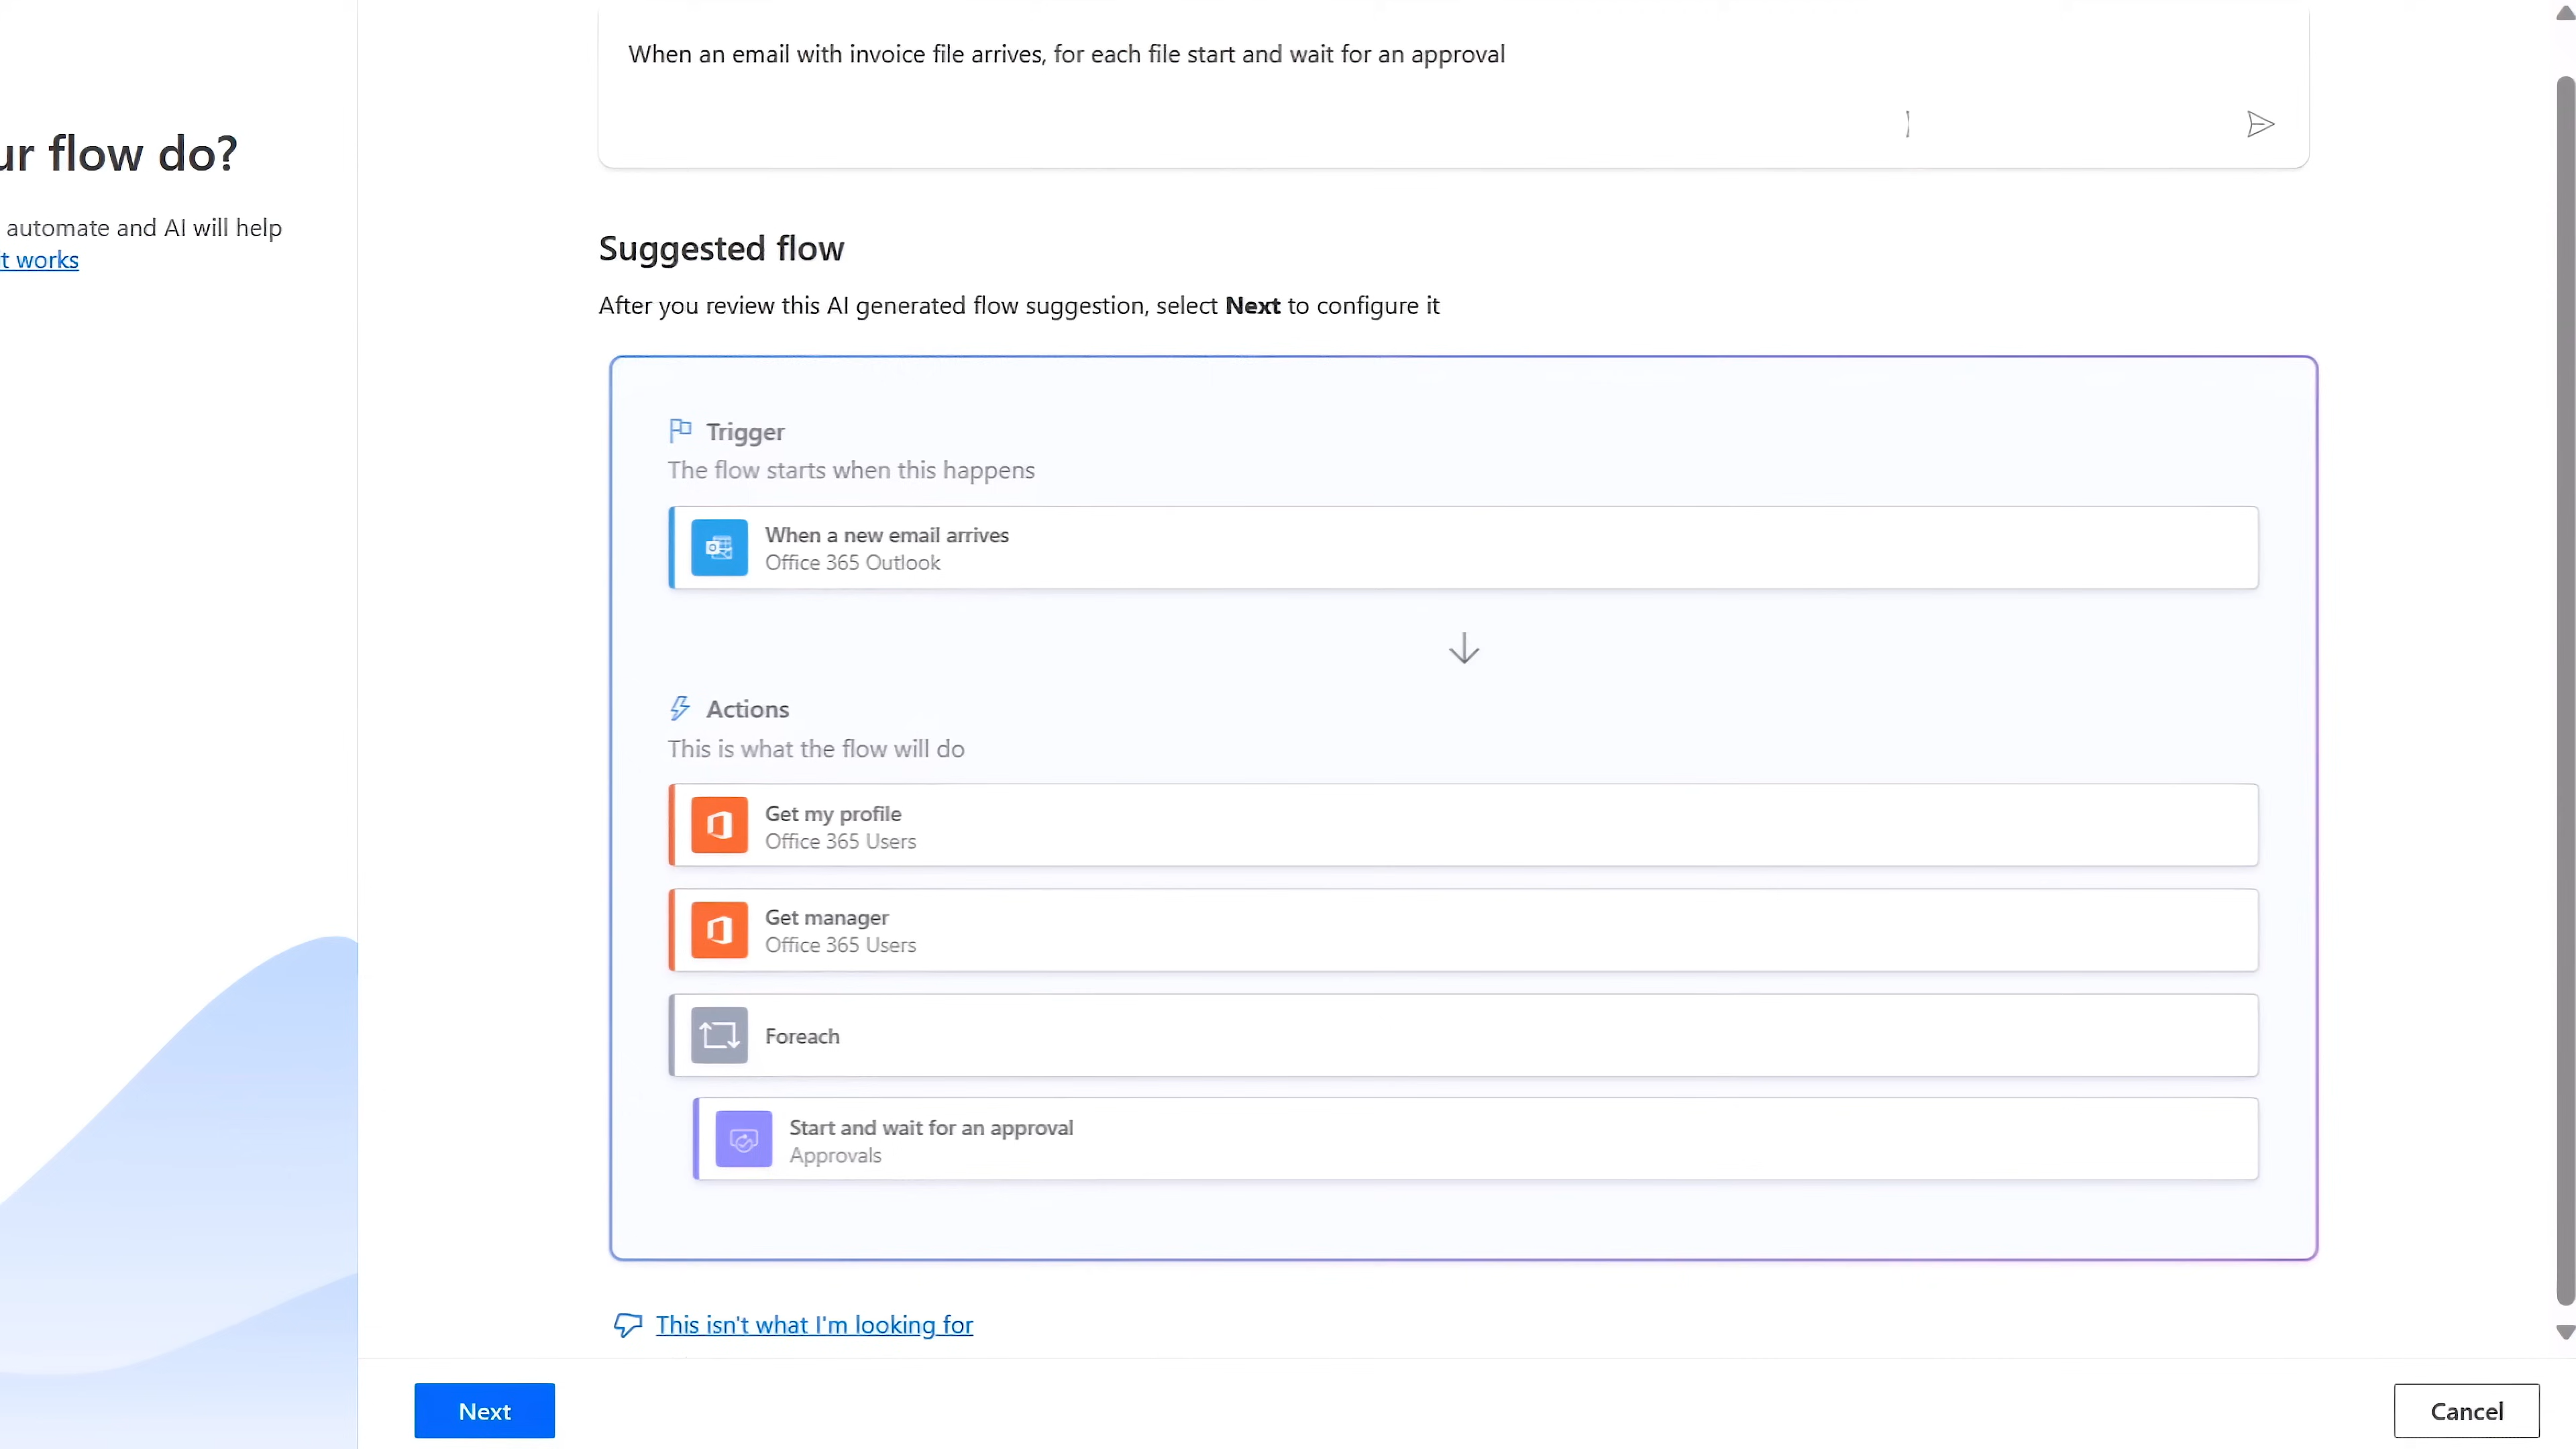 When an email with invoice file arrives, for each file start and wait for an approval
ur flow do?
automate and AI will help
t works
Suggested flow
After you review this AI generated flow suggestion, select Next to configure it
Trigger
The flow starts when this happens
When a new email arrives
Office 365 Outlook
Actions
This is what the flow will do
Get my profile
Office 365 Users
Get manager
Office 365 Users
Foreach
Start and wait for an approval
Approvals
This isn't what I'm looking for
Next
Cancel